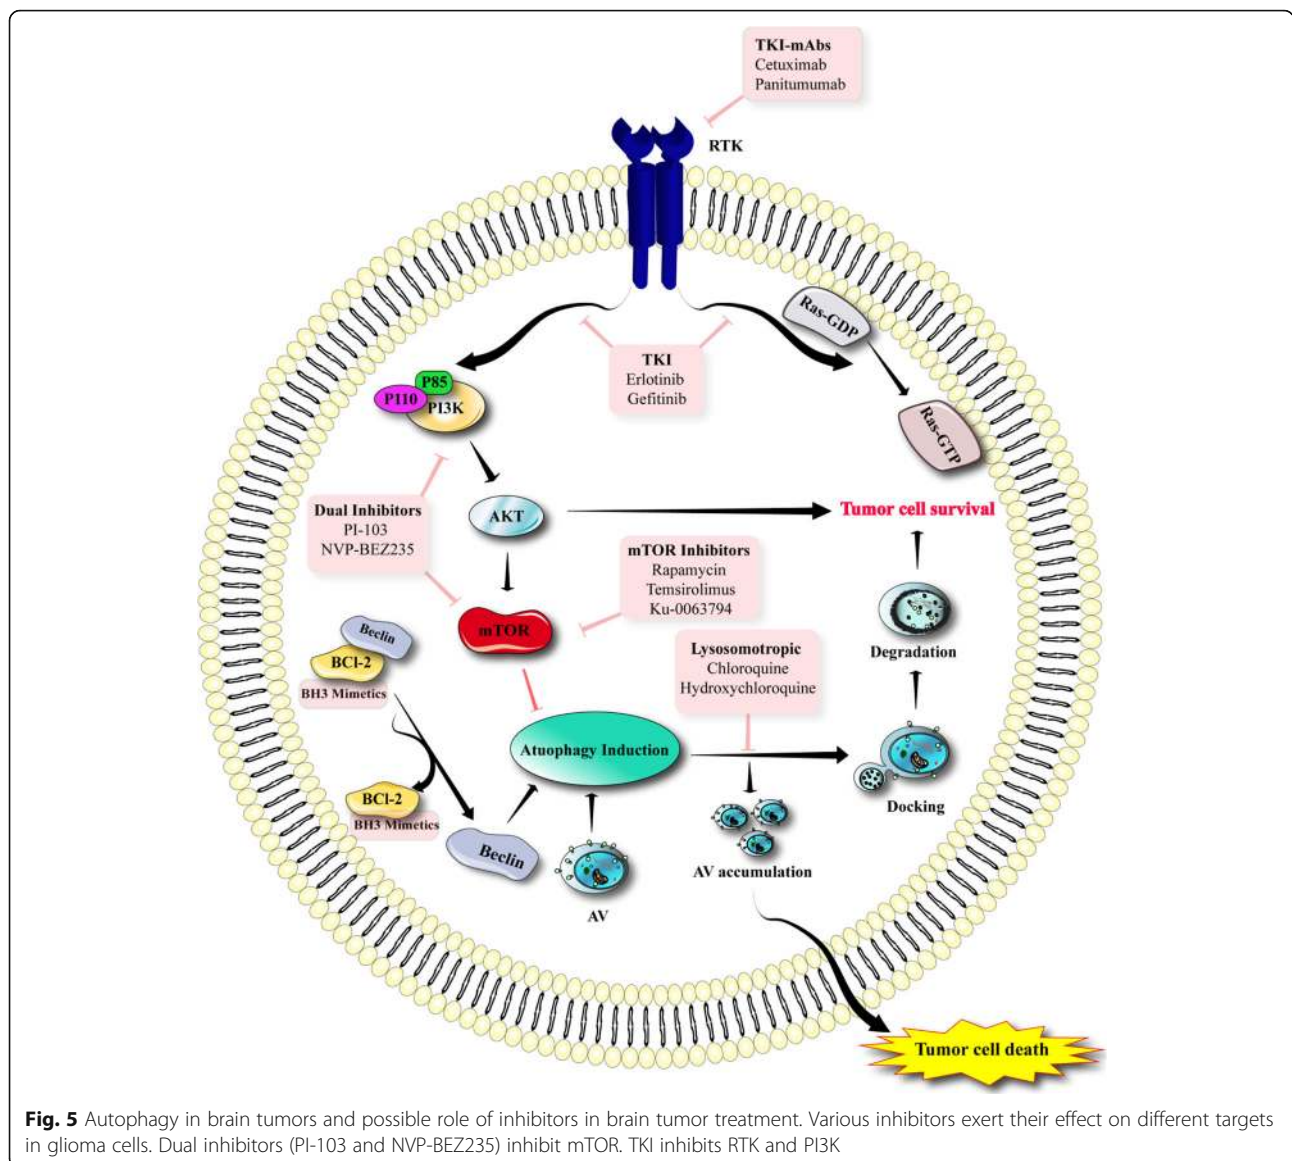 TKI-mAbs
Cetuximab
Panitumumab
RTK
Ras-GDP
TKI
Erlotinib
Gefitinib
P85
P110
PI3K
Ras-GTP
Dual Inhibitors
PI-103
NVP-BEZ235
AKT
Tumor cell survival
mTOR Inhibitors
Rapamycin
Temsirolimus
Ku-0063794
mTOR
Beclin
BCl-2
BH3 Mimetics
Lysosomotropic
Chloroquine
Hydroxychloroquine
Degradation
Atuophagy Induction
Docking
BCl-2
BH3 Mimetics
Beclin
AV
AV accumulation
Tumor cell death
Fig. 5 Autophagy in brain tumors and possible role of inhibitors in brain tumor treatment. Various inhibitors exert their effect on different targets
in glioma cells. Dual inhibitors (PI-103 and NVP-BEZ235) inhibit mTOR. TKI inhibits RTK and PI3K